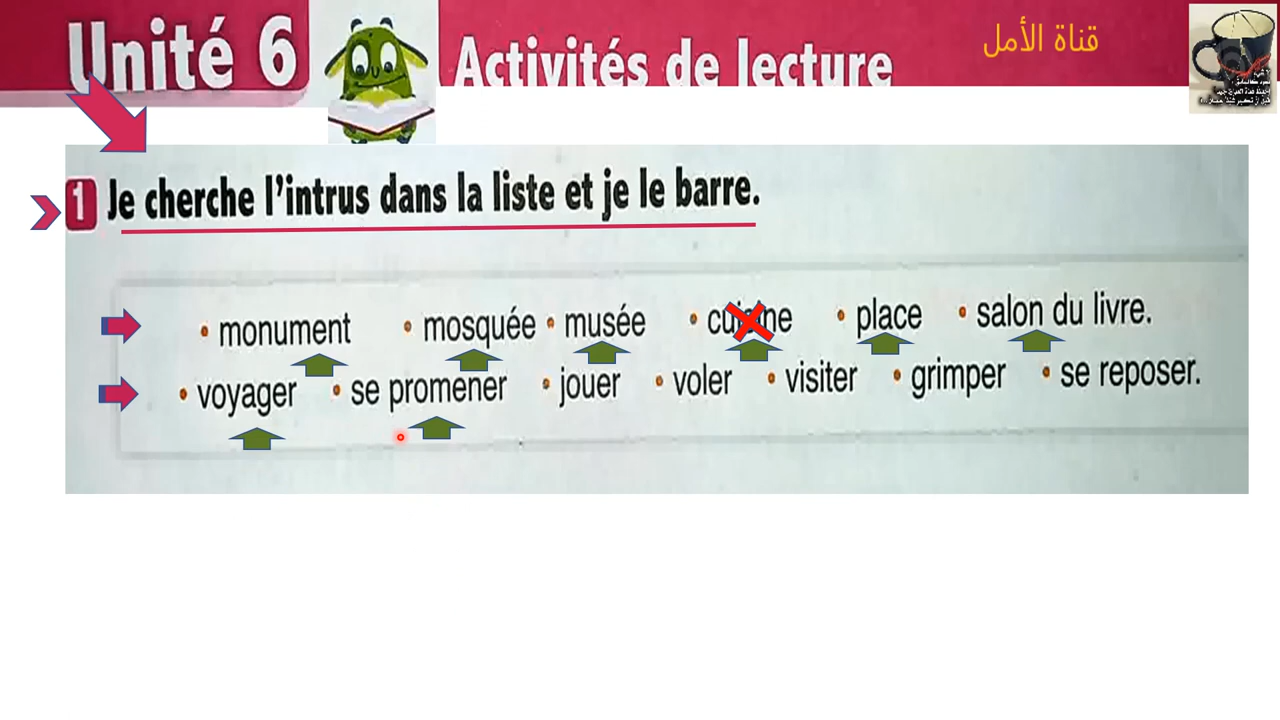 Unité 6
Activités de lecture
قناة الأمل
1 Je cherche l'intrus dans la liste et je le barre.
• monument • mosquée • musée • cuisine • place • salon du livre.
• voyager • se promener • jouer • voler • visiter • grimper • se reposer.